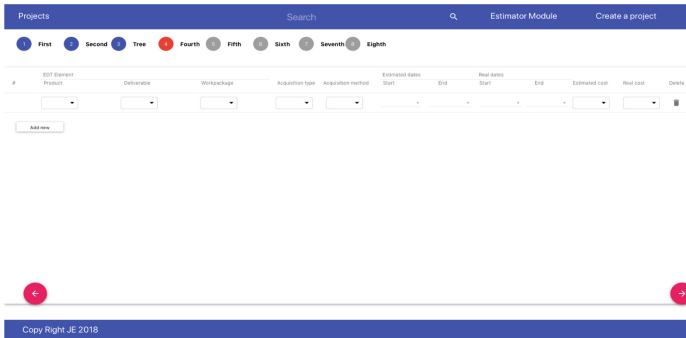 Projects Search Estimator Module Create a project
1 First 2 Second 3 Tree 4 Fourth 5 Fifth 6 Sixth 7 Seventh 8 Eighth
EDT Element Estimated dates Real dates
# Product Deliverable Workpackage Acquisition type Acquisition method Start End Start End Estimated cost Real cost Delete
Add new
Copy Right JE 2018